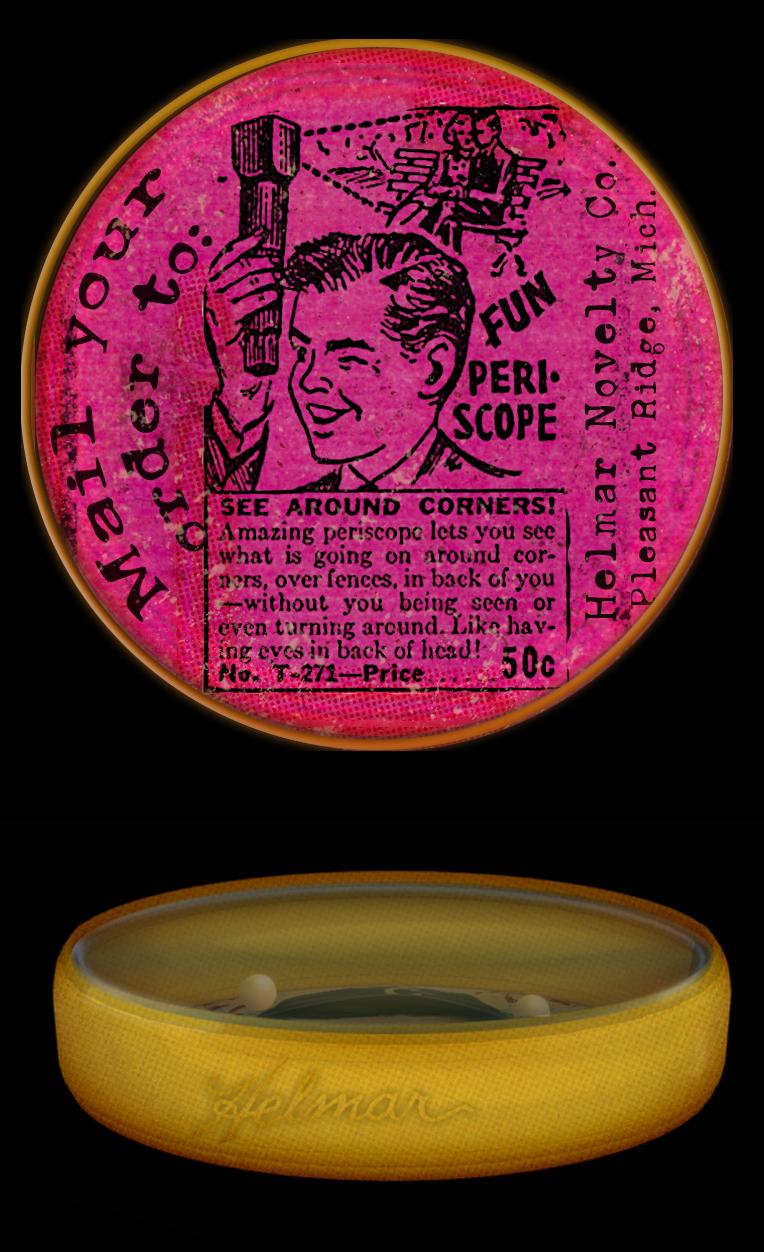 Mail your
order to:
FUN
PERI-
SCOPE
SEE AROUND CORNERS!
Amazing periscope lets you see
what is going on around cor-
ners, over fences, in back of you
—without you being seen or
even turning around. Like hav-
ing eyes in back of head!
No. T-271—Price ...... 50c
Helmar Novelty Co.
Pleasant Ridge, Mich.
Helmar